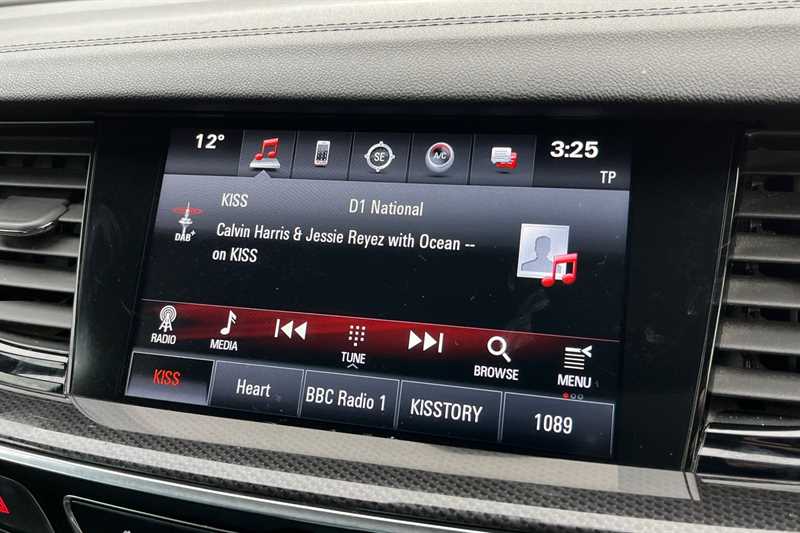 12°
SE
A/C
3:25
TP
KISS
D1 National
DAB+
Calvin Harris & Jessie Reyez with Ocean --
on KISS
RADIO
MEDIA
TUNE
BROWSE
MENU
KISS
Heart
BBC Radio 1
KISSTORY
1089